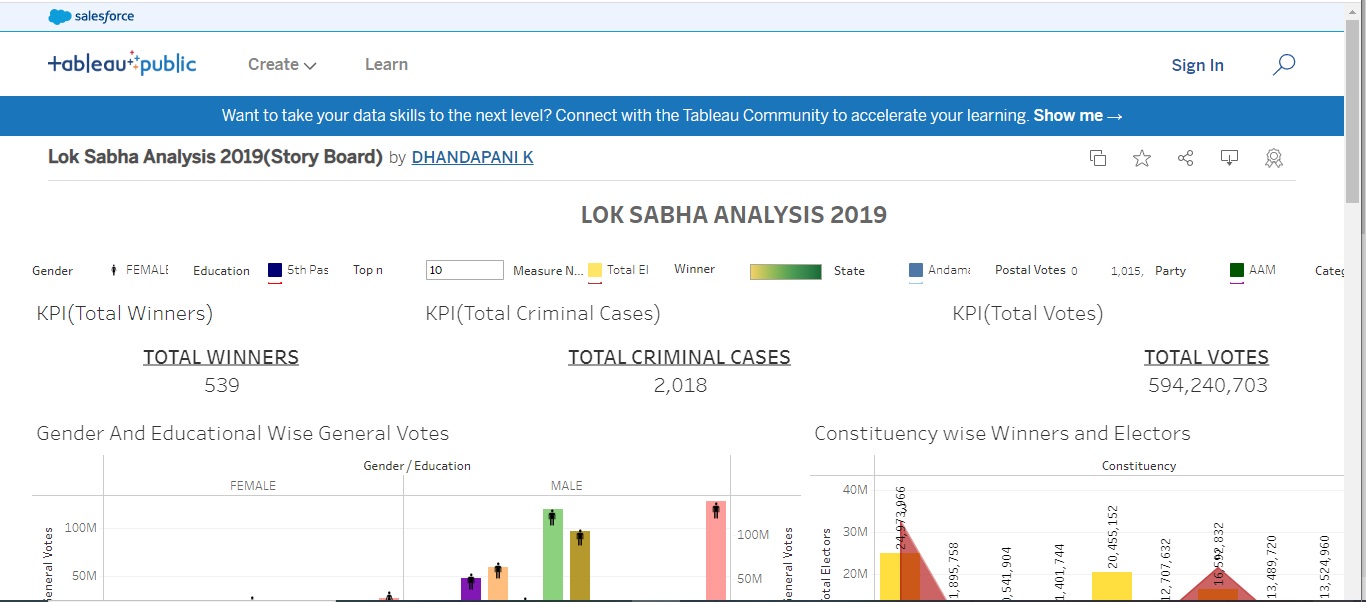 salesforce
+ableau public
Create Learn Sign In
Want to take your data skills to the next level? Connect with the Tableau Community to accelerate your learning. Show me →
Lok Sabha Analysis 2019(Story Board) by DHANDAPANI K
LOK SABHA ANALYSIS 2019
Gender FEMALE Education 5th Pas Top n 10 Measure N... Total El Winner State Andama Postal Votes 0 1,015, Party AAM Categ
KPI(Total Winners) KPI(Total Criminal Cases) KPI(Total Votes)
TOTAL WINNERS TOTAL CRIMINAL CASES TOTAL VOTES
539 2,018 594,240,703
Gender And Educational Wise General Votes Constituency wise Winners and Electors
Gender / Education Constituency
FEMALE MALE
100M 100M
50M 50M
General Votes General Votes
40M
30M
20M
otal Electors
24,973,966
1,895,758
0,541,904
1,401,744
20,455,152
12,707,632
16,592,832
13,489,720
13,524,960